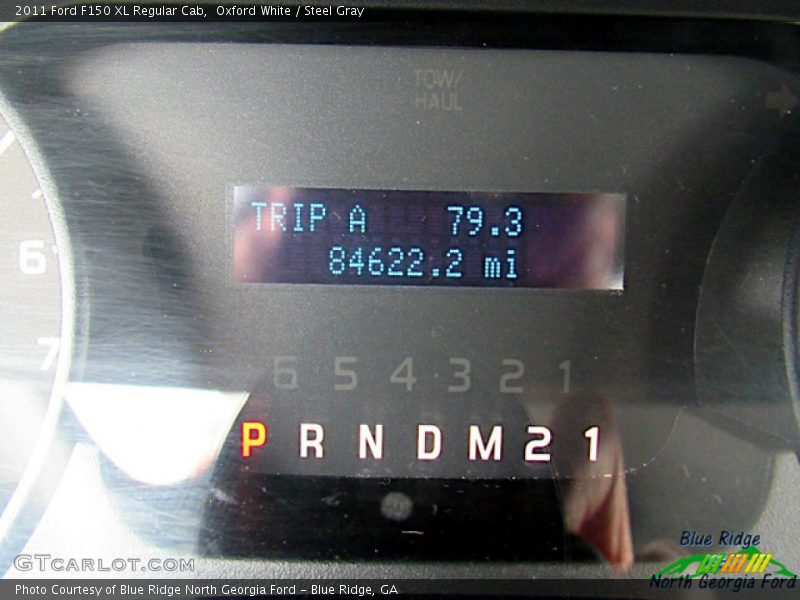 2011 Ford F150 XL Regular Cab, Oxford White / Steel Gray
TOW/
HAUL
TRIP A 79.3
84622.2 mi
6
7
6 5 4 3 2 1
P R N D M 2 1
Blue Ridge
North Georgia Ford
GTcarlot.com
Photo Courtesy of Blue Ridge North Georgia Ford - Blue Ridge, GA